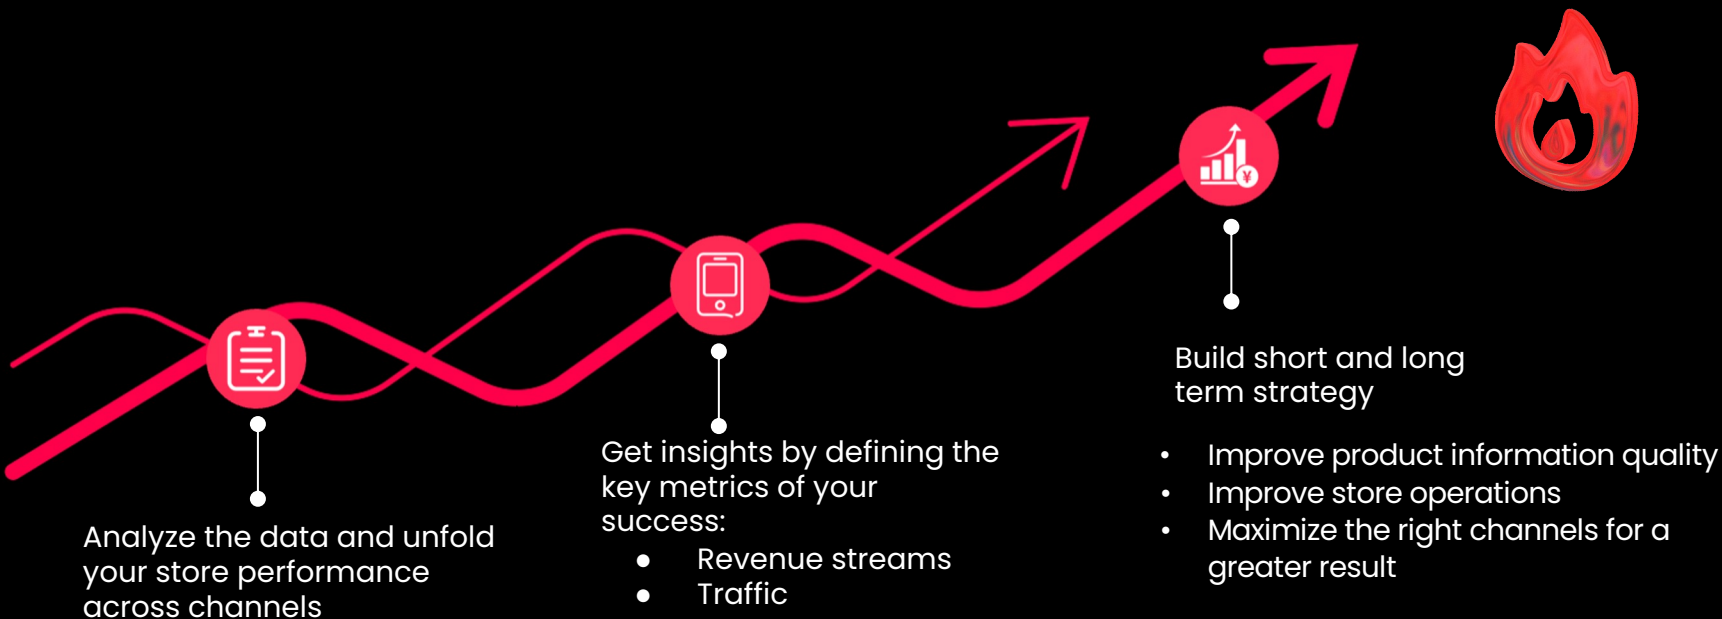 Analyze the data and unfold
your store performance
across channels
Get insights by defining the
key metrics of your
success:
● Revenue streams
● Traffic
Build short and long
term strategy
• Improve product information quality
• Improve store operations
• Maximize the right channels for a
greater result
¥